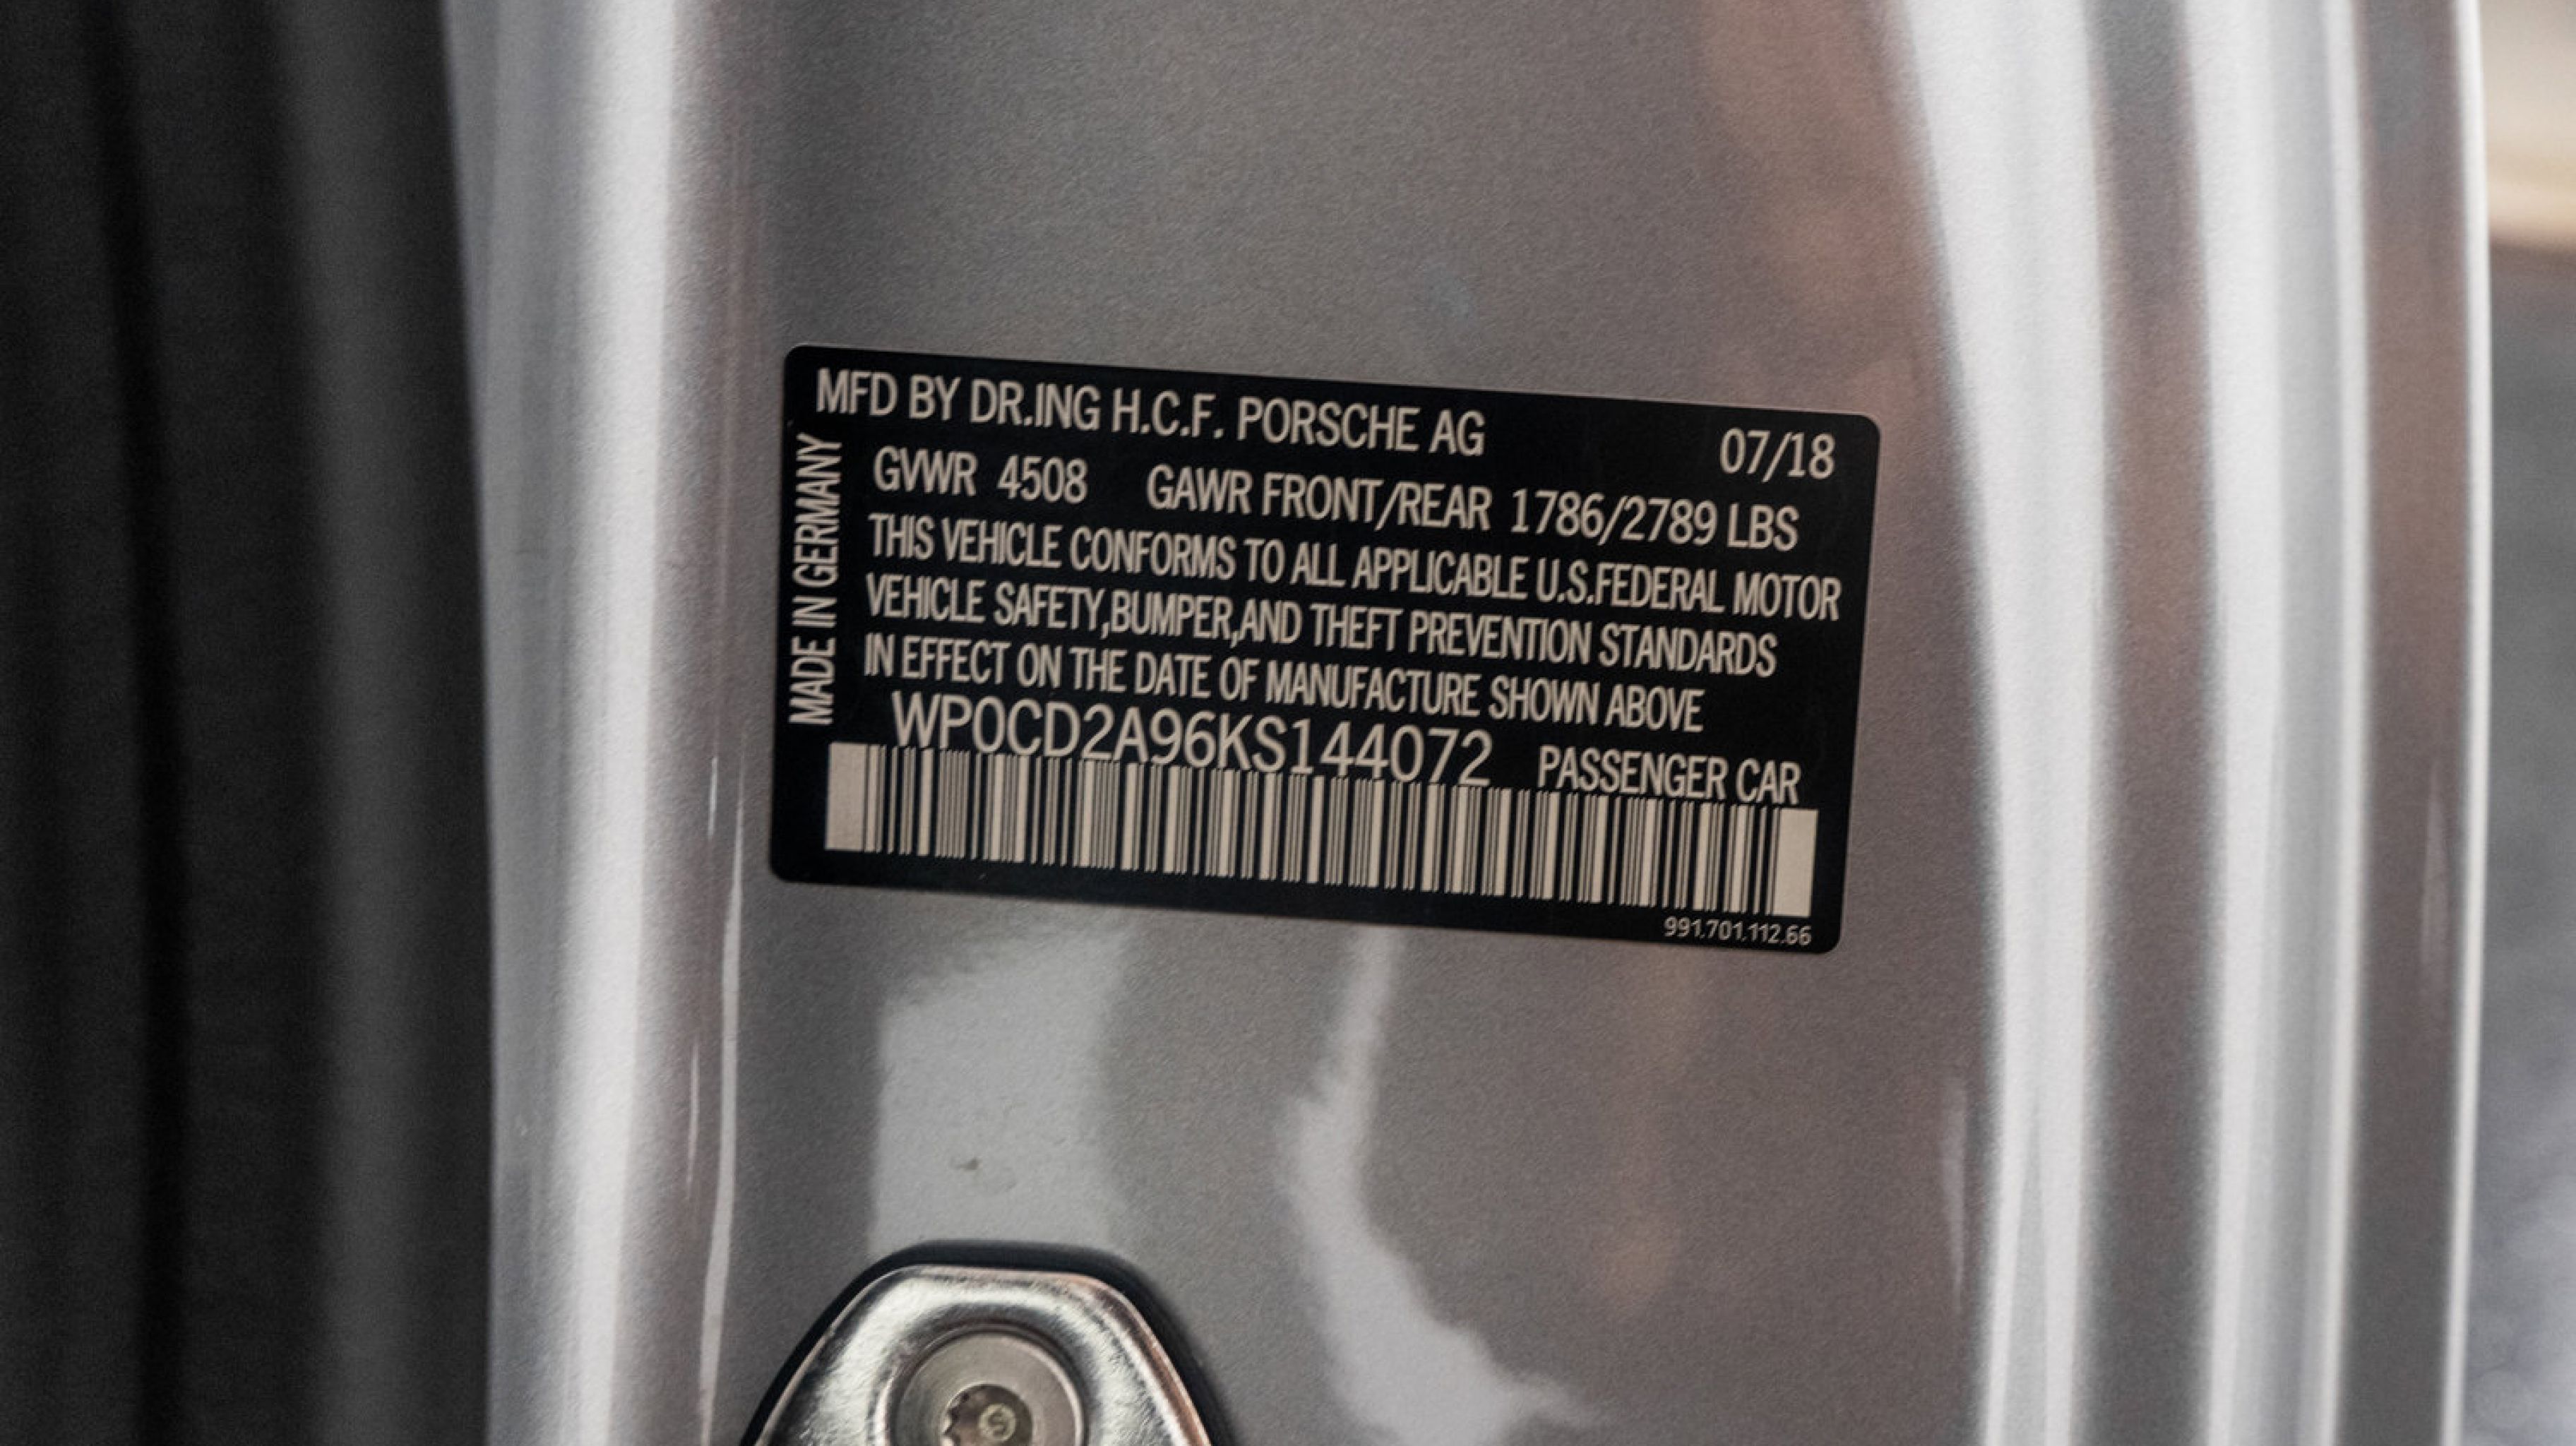 MFD BY DR.ING H.C.F. PORSCHE AG 07/18
GVWR 4508 GAWR FRONT/REAR 1786/2789 LBS
THIS VEHICLE CONFORMS TO ALL APPLICABLE U.S.FEDERAL MOTOR
VEHICLE SAFETY,BUMPER,AND THEFT PREVENTION STANDARDS
IN EFFECT ON THE DATE OF MANUFACTURE SHOWN ABOVE
WP0CD2A96KS144072 PASSENGER CAR
991.701.112.66
MADE IN GERMANY